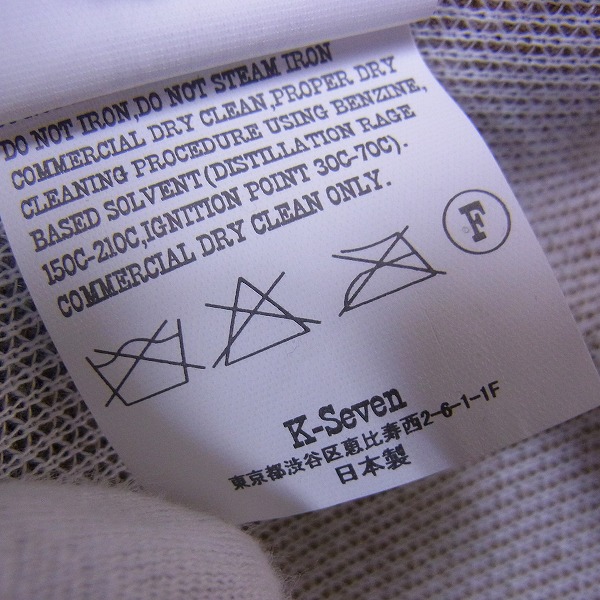 DO NOT IRON,DO NOT STEAM IRON
COMMERCIAL DRY CLEAN,PROPER DRY
CLEANING PROCEDURE USING BENZINE,
BASED SOLVENT(DISTILLATION RAGE
150C-210C,IGNITION POINT 30C-70C).
COMMERCIAL DRY CLEAN ONLY.
F
K-Seven
東京都渋谷区恵比寿西2-6-1-1F
日本製